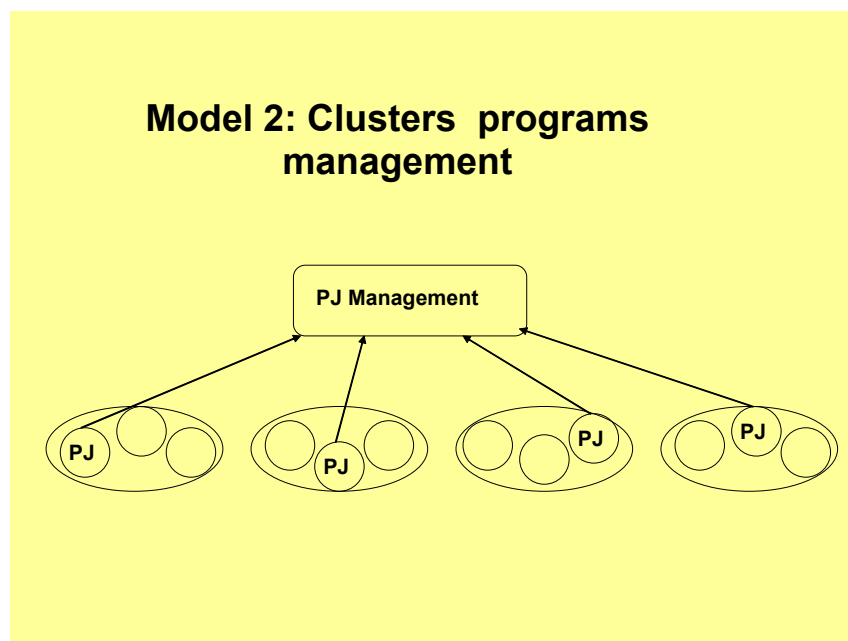 Model 2: Clusters  programs
management
PJ Management
PJ
PJ
PJ
PJ